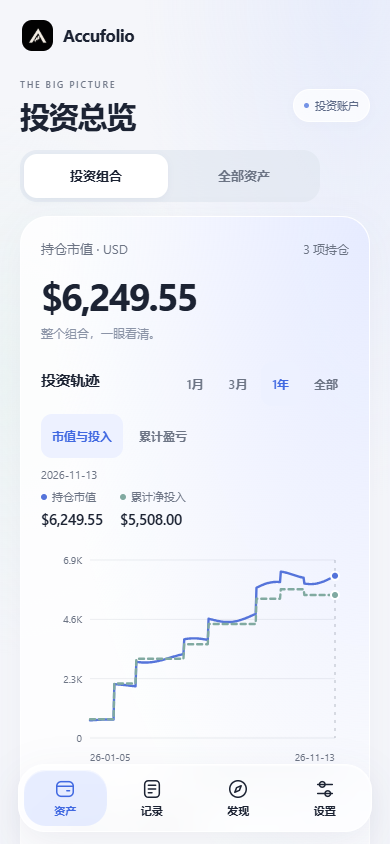 Accufolio
THE BIG PICTURE
投资总览
投资账户
投资组合 全部资产
持仓市值 · USD 3 项持仓
$6,249.55
整个组合，一眼看清。
投资轨迹 1月 3月 1年 全部
市值与投入 累计盈亏
2026-11-13
持仓市值 累计净投入
$6,249.55 $5,508.00
6.9K
4.6K
2.3K
0
26-01-05 26-11-13
资产 记录 发现 设置